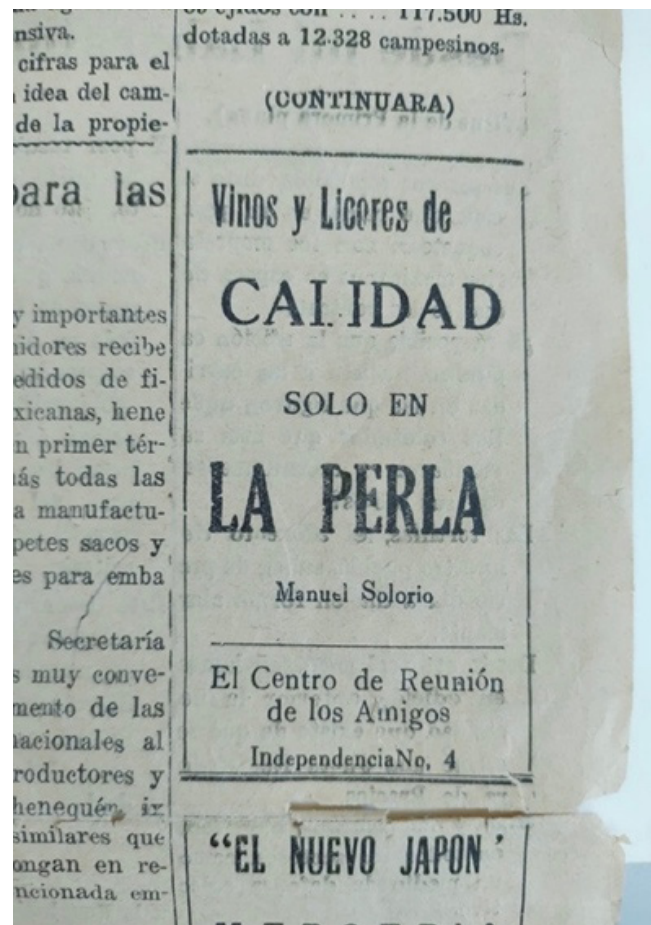 nsiva.
cifras para el
idea del cam-
de la propie-
para las
y importantes
nidores recibe
edidos de fi-
xicanas, hene
n primer tér-
ás todas las
a manufactu-
petes sacos y
es para emba
Secretaría
s muy conve-
mento de las
nacionales al
roductores y
henequén, ix
similares que
ongan en re-
ncionada em-
117.500 Hs.
dotadas a 12.328 campesinos.
(CONTINUARA)
Vinos y Licores de
CALIDAD
SOLO EN
LA PERLA
Manuel Solorio
El Centro de Reunión
de los Amigos
IndependenciaNo, 4
"EL NUEVO JAPON'